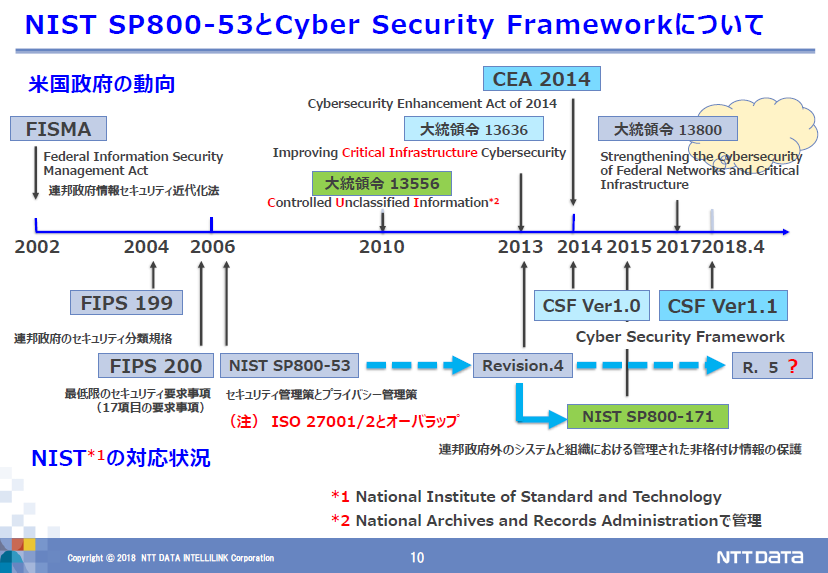 NIST SP800-53とCyber Security Frameworkについて
米国政府の動向
CEA 2014
Cybersecurity Enhancement Act of 2014
FISMA
大統領令 13636
大統領令 13800
Federal Information Security
Management Act
連邦政府情報セキュリティ近代化法
Improving Critical Infrastructure Cybersecurity
Strengthening the Cybersecurity
of Federal Networks and Critical
Infrastructure
大統領令 13556
Controlled Unclassified Information*2
2002
2004
2006
2010
2013
2014
2015
2017
2018.4
FIPS 199
CSF Ver1.0
CSF Ver1.1
連邦政府のセキュリティ分類規格
Cyber Security Framework
FIPS 200
NIST SP800-53
Revision.4
R. 5 ?
最低限のセキュリティ要求事項
（17項目の要求事項）
セキュリティ管理策とプライバシー管理策
（注） ISO 27001/2とオーバラップ
NIST SP800-171
連邦政府外のシステムと組織における管理された非格付け情報の保護
NIST*1の対応状況
*1 National Institute of Standard and Technology
*2 National Archives and Records Administrationで管理
Copyright © 2018 NTT DATA INTELLILINK Corporation
10
NTT DATA